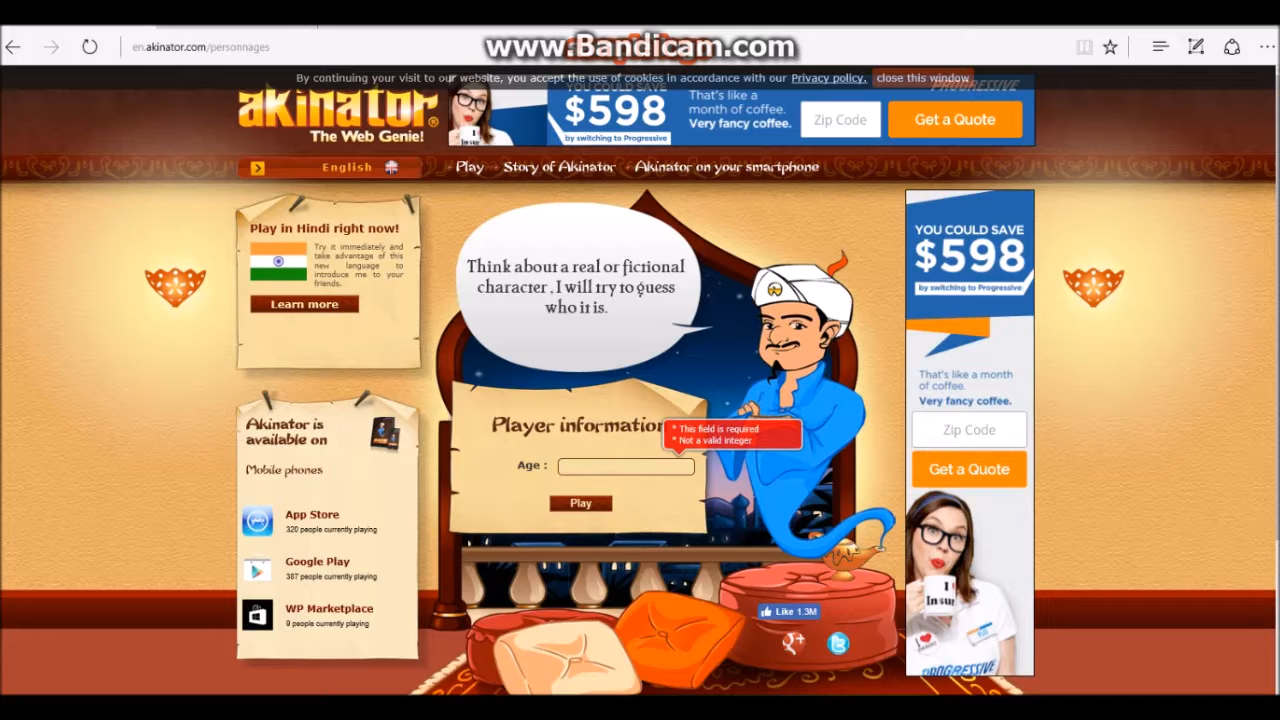 www.Bandicam.com
en.akinator.com/personnages
By continuing your visit to our website, you accept the use of cookies in accordance with our Privacy policy. close this window
akinator®
The Web Genie!
YOU COULD SAVE
$598
by switching to Progressive
That's like a
month of coffee.
Very fancy coffee.
Zip Code
Get a Quote
PROGRESSIVE
English
Play
Story of Akinator
Akinator on your smartphone
Play in Hindi right now!
Try it immediately and
take advantage of this
new language to
introduce me to your
friends.
Learn more
Think about a real or fictional
character, I will try to guess
who it is.
Player information
* This field is required
* Not a valid integer
Age :
Play
Akinator is
available on
Mobile phones
App Store
320 people currently playing
Google Play
387 people currently playing
WP Marketplace
9 people currently playing
Like 1.3M
YOU COULD SAVE
$598
by switching to Progressive
That's like a month
of coffee.
Very fancy coffee.
Zip Code
Get a Quote
PROGRESSIVE